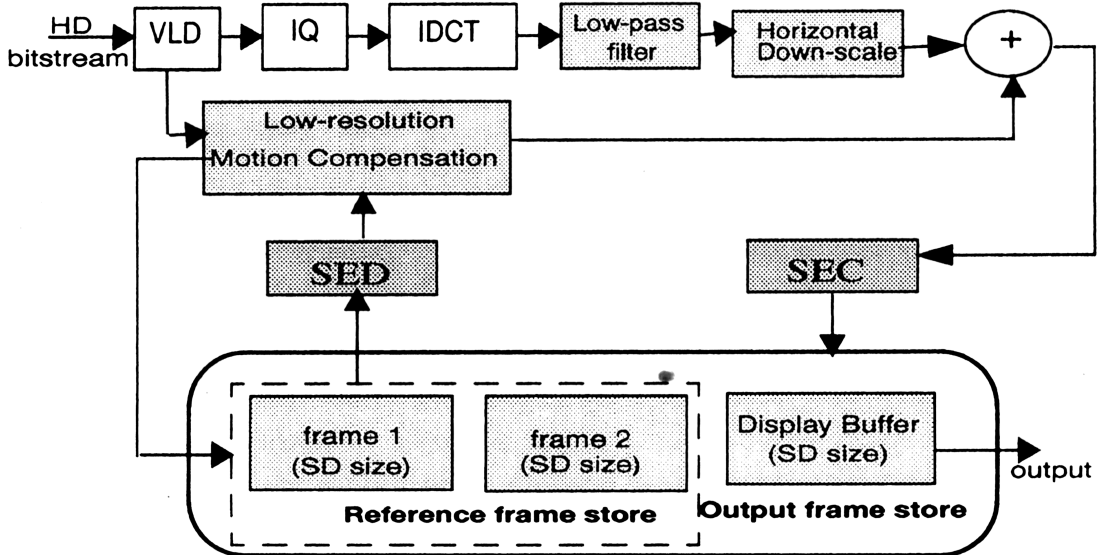 HD
bitstream
VLD
IQ
IDCT
Low-pass
filter
Horizontal
Down-scale
+
Low-resolution
Motion Compensation
SED
SEC
frame 1
(SD size)
frame 2
(SD size)
Display Buffer
(SD size)
output
Reference frame store
Output frame store